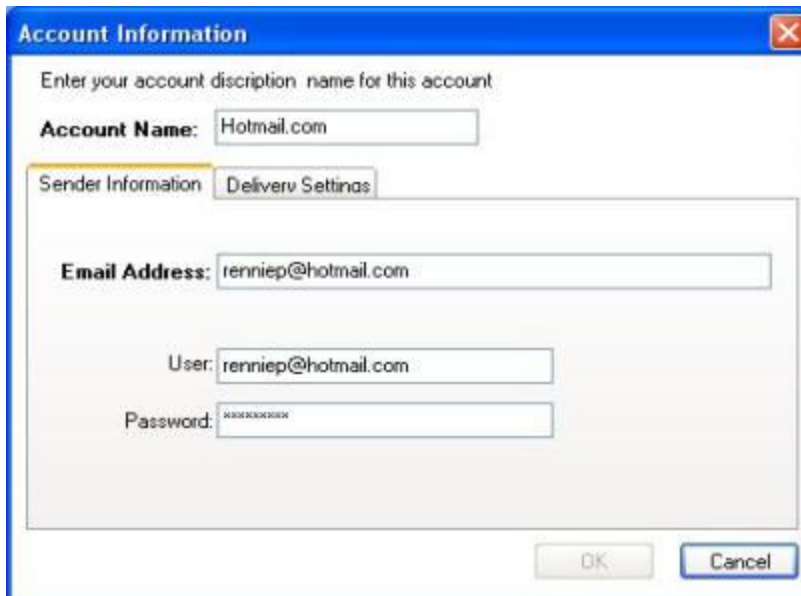 Account Information
Enter your account discription name for this account
Account Name: Hotmail.com
Sender Information Delivery Settings
Email Address: renniep@hotmail.com
User: renniep@hotmail.com
Password: *********
OK Cancel